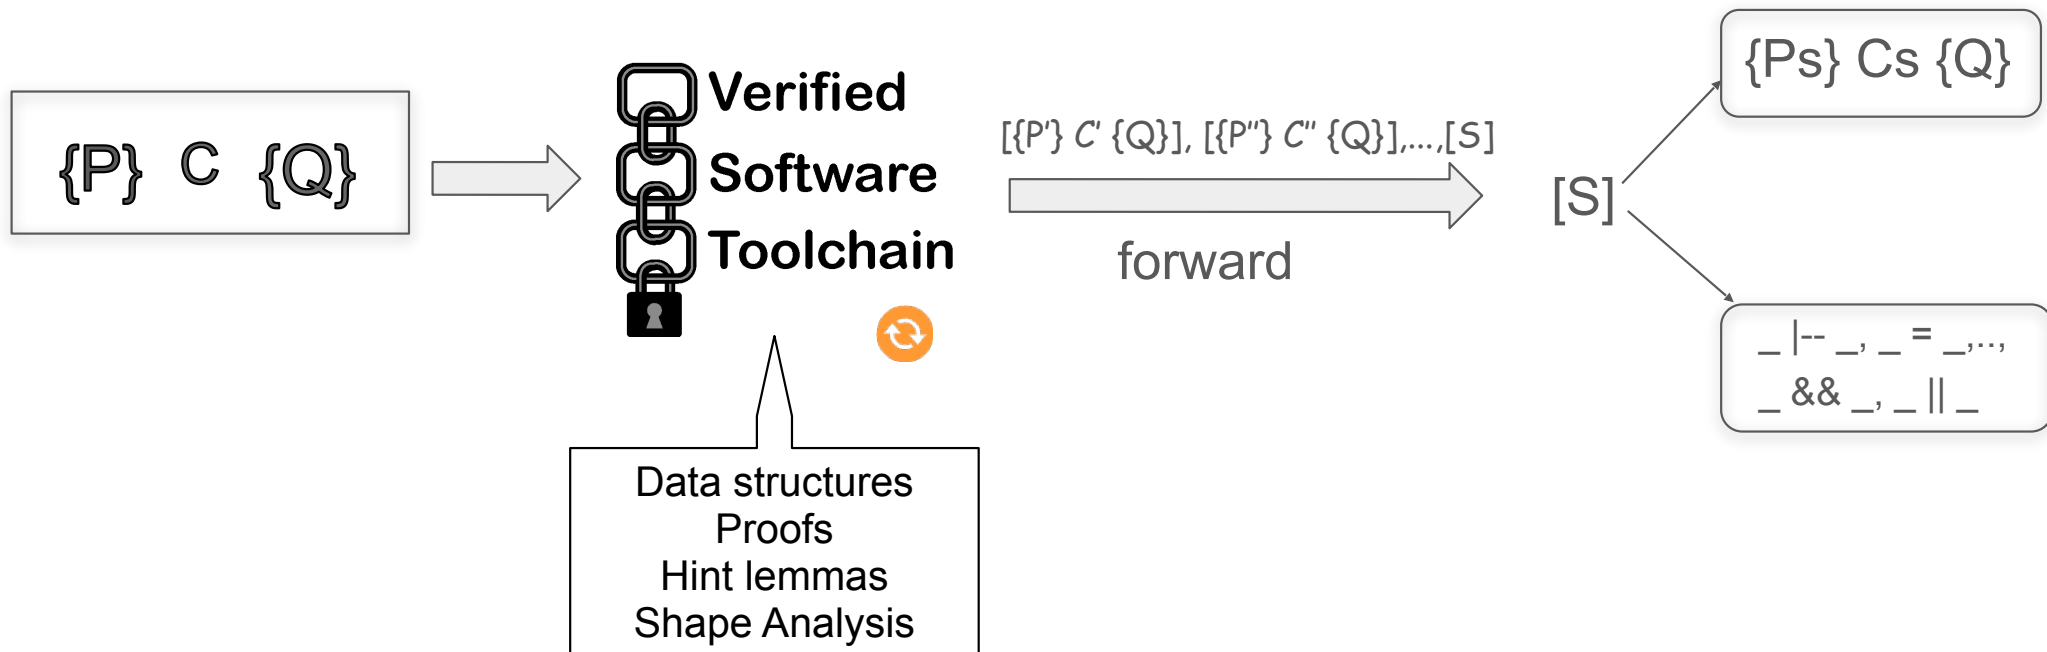 {P} C {Q}
Verified
Software
Toolchain
[{P'} C' {Q}], [{P''} C'' {Q}],...,[S]
forward
[S]
{Ps} Cs {Q}
_ |-- _, _ = _,..,
_ && _, _ || _
Data structures
Proofs
Hint lemmas
Shape Analysis